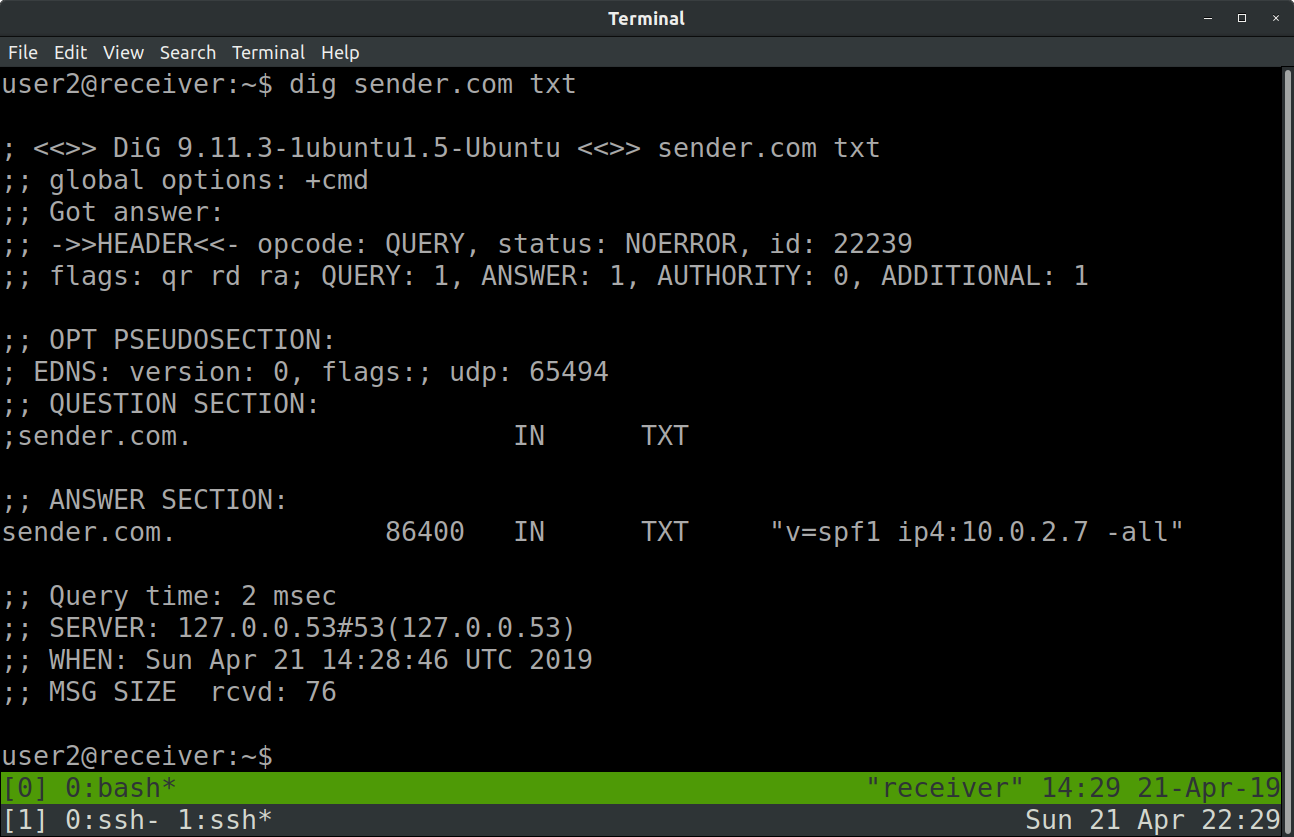 Terminal
File Edit View Search Terminal Help
user2@receiver:~$ dig sender.com txt
; <<>> DiG 9.11.3-1ubuntu1.5-Ubuntu <<>> sender.com txt
;; global options: +cmd
;; Got answer:
;; ->>HEADER<<- opcode: QUERY, status: NOERROR, id: 22239
;; flags: qr rd ra; QUERY: 1, ANSWER: 1, AUTHORITY: 0, ADDITIONAL: 1
;; OPT PSEUDOSECTION:
; EDNS: version: 0, flags:; udp: 65494
;; QUESTION SECTION:
;sender.com. IN TXT
;; ANSWER SECTION:
sender.com. 86400 IN TXT "v=spf1 ip4:10.0.2.7 -all"
;; Query time: 2 msec
;; SERVER: 127.0.0.53#53(127.0.0.53)
;; WHEN: Sun Apr 21 14:28:46 UTC 2019
;; MSG SIZE  rcvd: 76
user2@receiver:~$
[0] 0:bash* "receiver" 14:29 21-Apr-19
[1] 0:ssh- 1:ssh* Sun 21 Apr 22:29